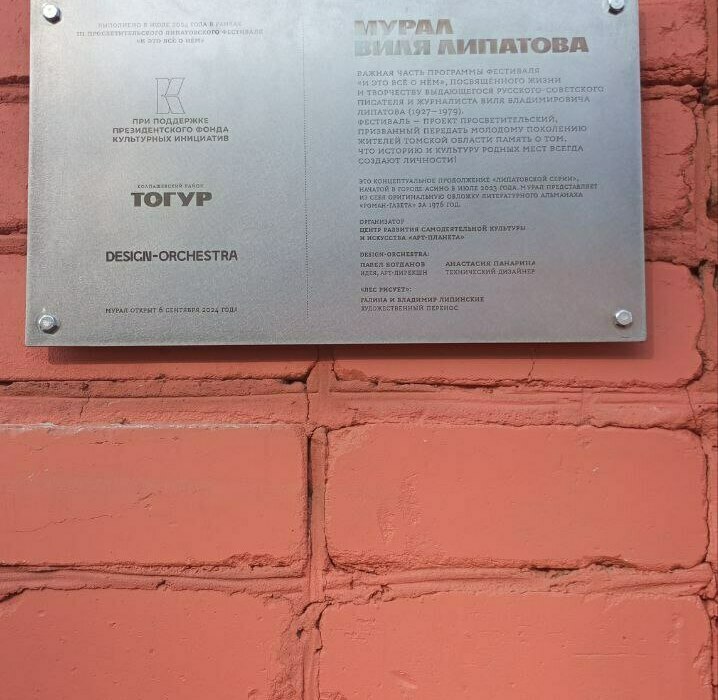 ВЫПОЛНЕНО В ИЮЛЕ 2024 ГОДА В РАМКАХ
III ПРОСВЕТИТЕЛЬСКОГО ЛИПАТОВСКОГО ФЕСТИВАЛЯ
«И ЭТО ВСЁ О НЁМ»
ПРИ ПОДДЕРЖКЕ
ПРЕЗИДЕНТСКОГО ФОНДА
КУЛЬТУРНЫХ ИНИЦИАТИВ
КОЛПАШЕВСКИЙ РАЙОН
ТОГУР
DESIGN-ORCHESTRA
МУРАЛ ОТКРЫТ 6 СЕНТЯБРЯ 2024 ГОДА
МУРАЛ
ВИЛЯ ЛИПАТОВА
ВАЖНАЯ ЧАСТЬ ПРОГРАММЫ ФЕСТИВАЛЯ
«И ЭТО ВСЁ О НЁМ», ПОСВЯЩЁННОГО ЖИЗНИ
И ТВОРЧЕСТВУ ВЫДАЮЩЕГОСЯ РУССКОГО СОВЕТСКОГО
ПИСАТЕЛЯ И ЖУРНАЛИСТА ВИЛЯ ВЛАДИМИРОВИЧА
ЛИПАТОВА (1927–1979).
ФЕСТИВАЛЬ – ПРОЕКТ ПРОСВЕТИТЕЛЬСКИЙ,
ПРИЗВАННЫЙ ПЕРЕДАТЬ МОЛОДОМУ ПОКОЛЕНИЮ
ЖИТЕЛЕЙ ТОМСКОЙ ОБЛАСТИ ПАМЯТЬ О ТОМ,
ЧТО ИСТОРИЮ И КУЛЬТУРУ РОДНЫХ МЕСТ ВСЕГДА
СОЗДАЮТ ЛИЧНОСТИ!
ЭТО КОНЦЕПТУАЛЬНОЕ ПРОДОЛЖЕНИЕ «ЛИПАТОВСКОЙ СЕРИИ»,
НАЧАТОЙ В ГОРОДЕ АСИНО В ИЮЛЕ 2023 ГОДА. МУРАЛ ПРЕДСТАВЛЯЕТ
ИЗ СЕБЯ ОРИГИНАЛЬНУЮ ОБЛОЖКУ ЛИТЕРАТУРНОГО АЛЬМАНАХА
«РОМАН-ГАЗЕТА» ЗА 1976 ГОД.
ОРГАНИЗАТОР
ЦЕНТР РАЗВИТИЯ САМОДЕЯТЕЛЬНОЙ КУЛЬТУРЫ
И ИСКУССТВА «АРТ-ПЛАНЕТА»
DESIGN-ORCHESTRA:
ПАВЕЛ БОГДАНОВ АНАСТАСИЯ ПАНАРИНА
ИДЕЯ, АРТ-ДИРЕКШН ТЕХНИЧЕСКИЙ ДИЗАЙНЕР
«ЛЕС РИСУЕТ»:
ГАЛИНА И ВЛАДИМИР ЛИПИНСКИЕ
ХУДОЖЕСТВЕННЫЙ ПЕРЕНОС